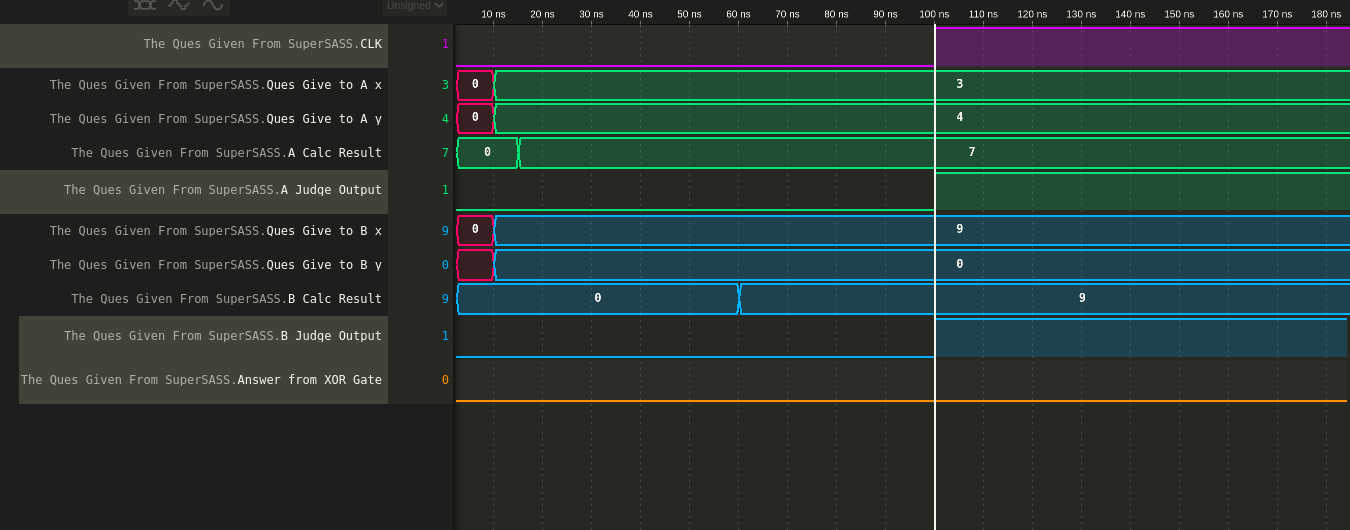 Unsigned
10 ns 20 ns 30 ns 40 ns 50 ns 60 ns 70 ns 80 ns 90 ns 100 ns 110 ns 120 ns 130 ns 140 ns 150 ns 160 ns 170 ns 180 ns
The Ques Given From SuperSASS.CLK 1
The Ques Given From SuperSASS.Ques Give to A x 3 0 3
The Ques Given From SuperSASS.Ques Give to A y 4 0 4
The Ques Given From SuperSASS.A Calc Result 7 0 7
The Ques Given From SuperSASS.A Judge Output 1
The Ques Given From SuperSASS.Ques Give to B x 9 0 9
The Ques Given From SuperSASS.Ques Give to B y 0 0
The Ques Given From SuperSASS.B Calc Result 9 0 9
The Ques Given From SuperSASS.B Judge Output 1
The Ques Given From SuperSASS.Answer from XOR Gate 0